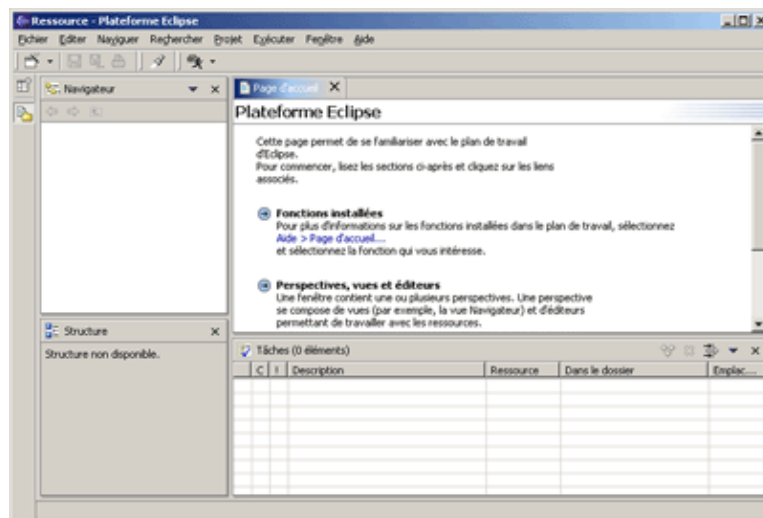 Ressource - Plateforme Eclipse
Fichier Editer Naviguer Rechercher Projet Exécuter Fenêtre Aide
Navigateur
Page d'accueil
Plateforme Eclipse
Cette page permet de se familiariser avec le plan de travail
d'Eclipse.
Pour commencer, lisez les sections ci-après et cliquez sur les liens
associés.
Fonctions installées
Pour plus d'informations sur les fonctions installées dans le plan de travail, sélectionnez
Aide > Page d'accueil...
et sélectionnez la fonction qui vous intéresse.
Perspectives, vues et éditeurs
Une fenêtre contient une ou plusieurs perspectives. Une perspective
se compose de vues (par exemple, la vue Navigateur) et d'éditeurs
permettant de travailler avec les ressources.
Structure
Structure non disponible.
Tâches (0 éléments)
C ! Description Ressource Dans le dossier Emplac....